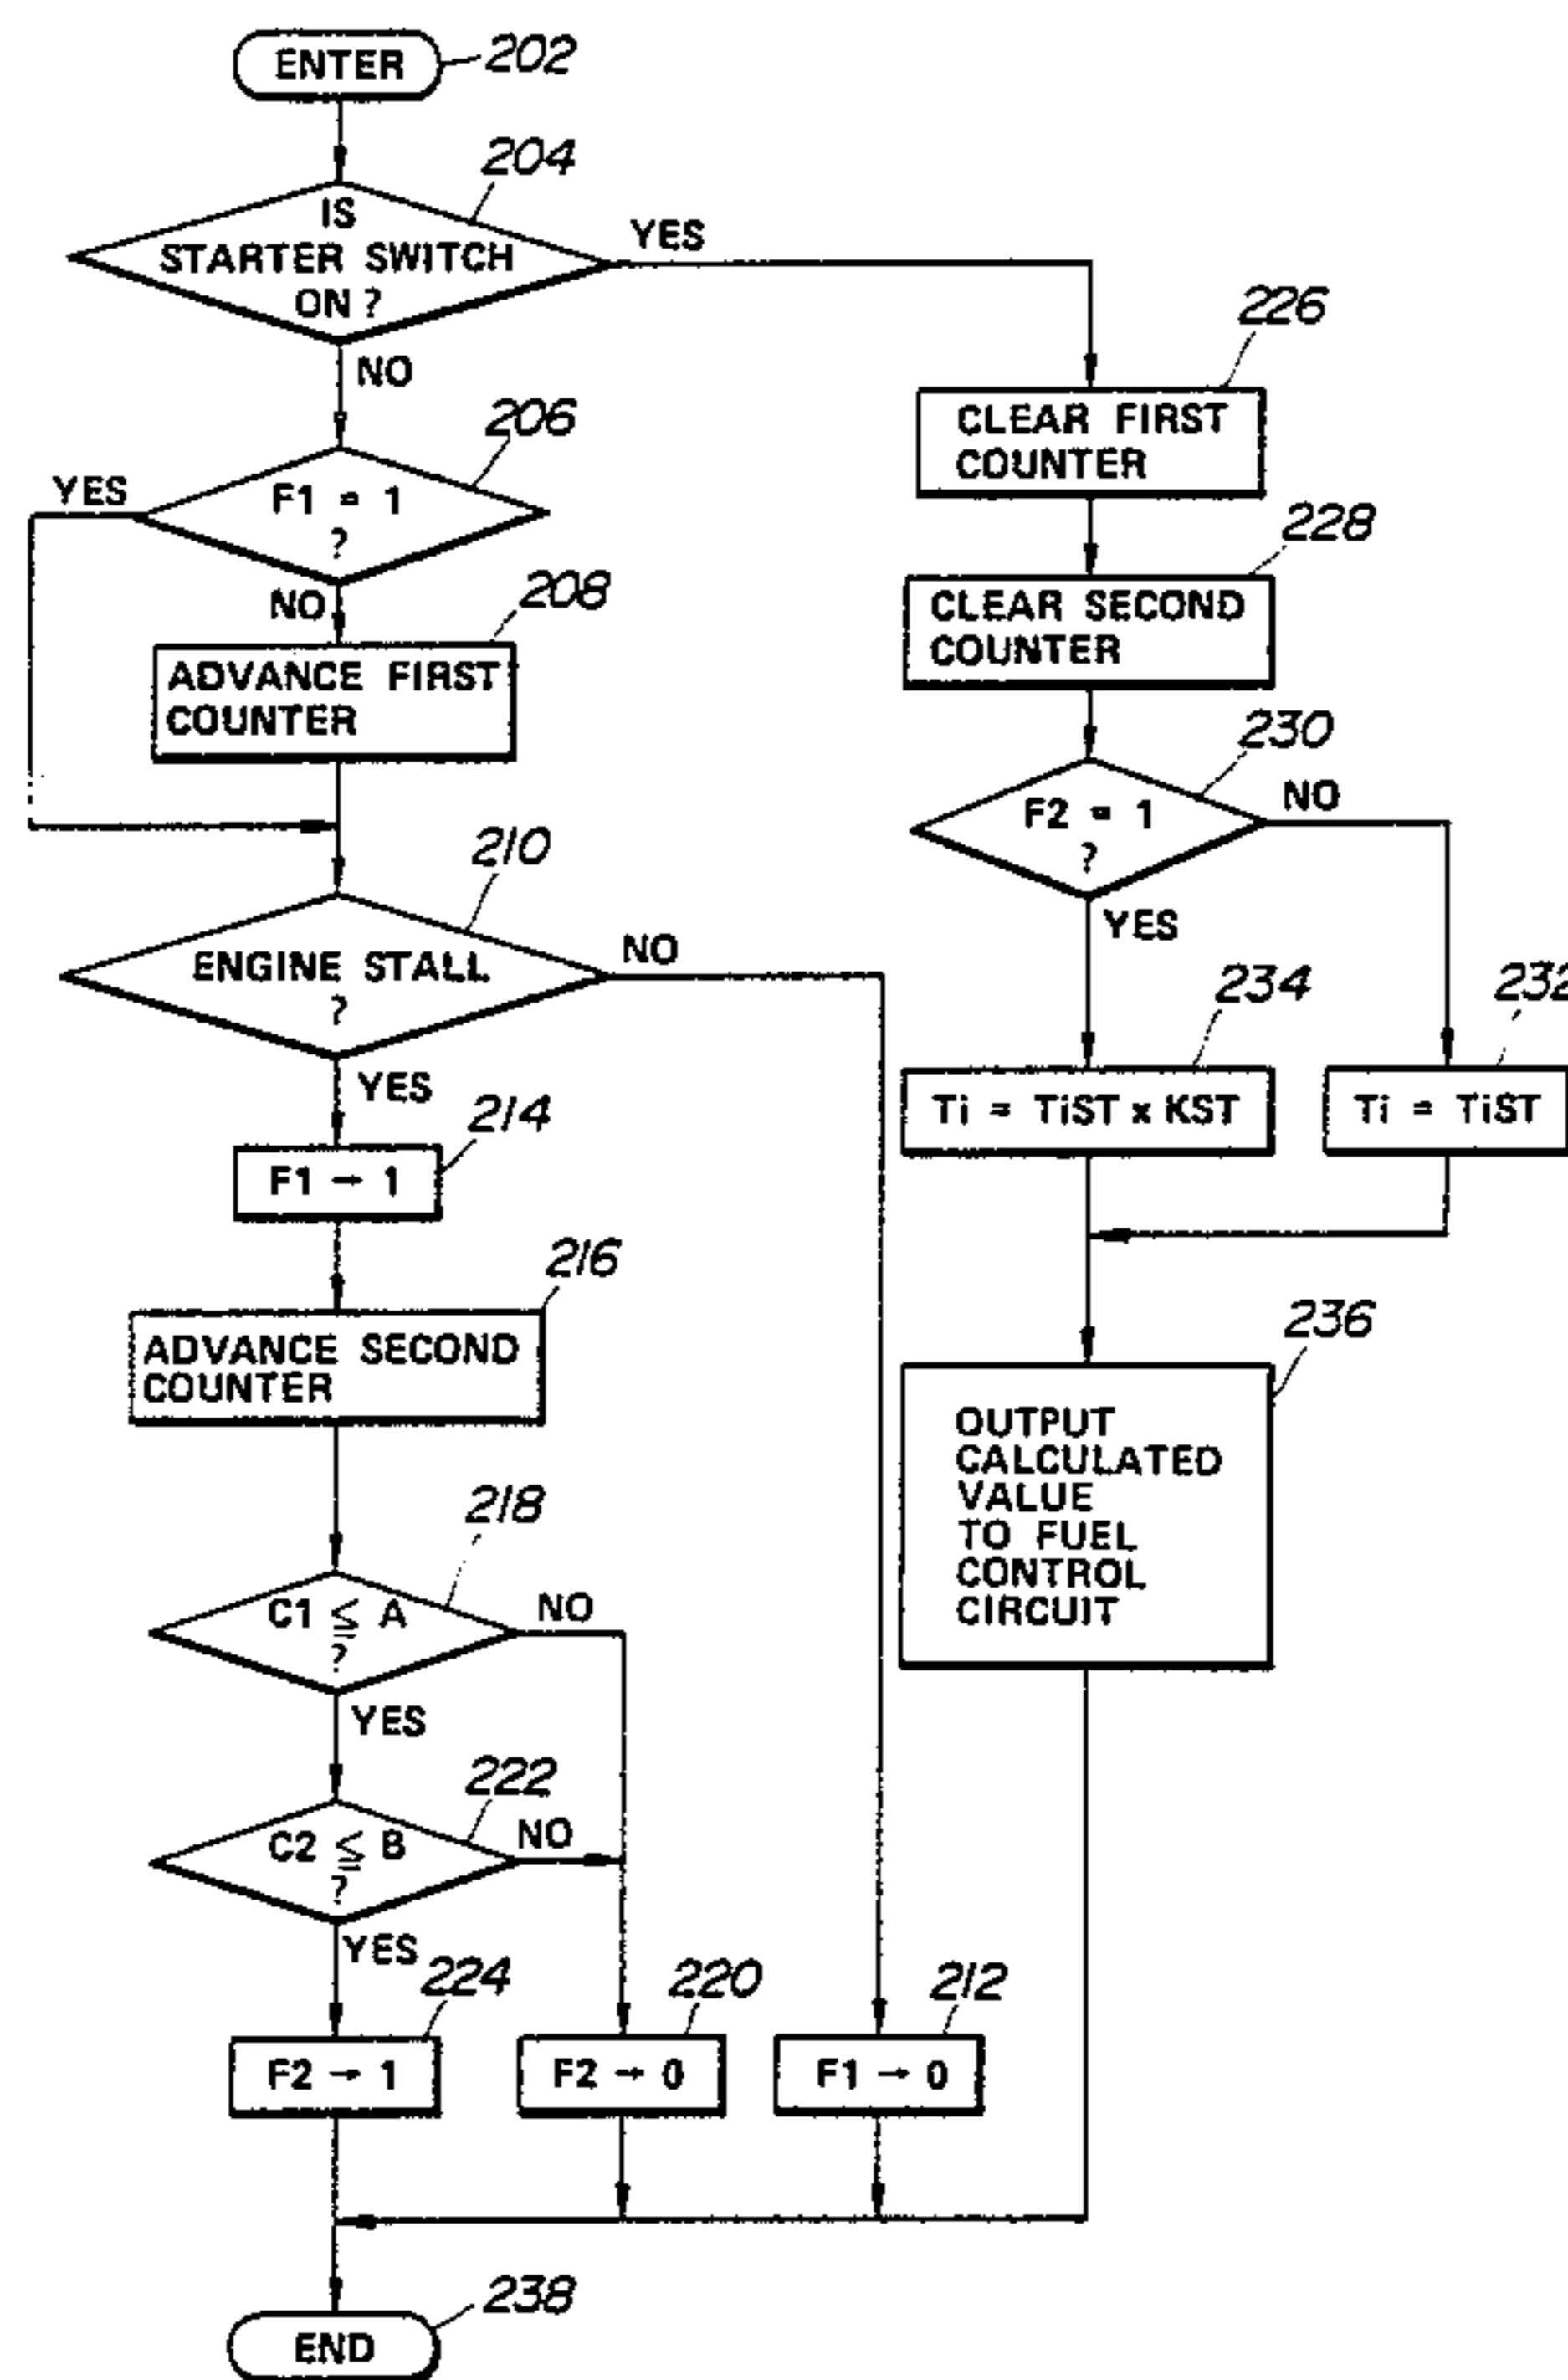 ENTER
202
204
IS
STARTER SWITCH
ON ?
YES
NO
206
F1 = 1
?
YES
NO
208
ADVANCE FIRST
COUNTER
210
ENGINE STALL
?
NO
YES
214
F1 → 1
216
ADVANCE SECOND
COUNTER
218
C1 ≦ A
?
NO
YES
222
C2 ≦ B
?
NO
YES
224
F2 → 1
220
F2 → 0
212
F1 → 0
226
CLEAR FIRST
COUNTER
228
CLEAR SECOND
COUNTER
230
F2 = 1
?
NO
YES
234
Ti = TiST x KST
232
Ti = TiST
236
OUTPUT
CALCULATED
VALUE
TO FUEL
CONTROL
CIRCUIT
238
END